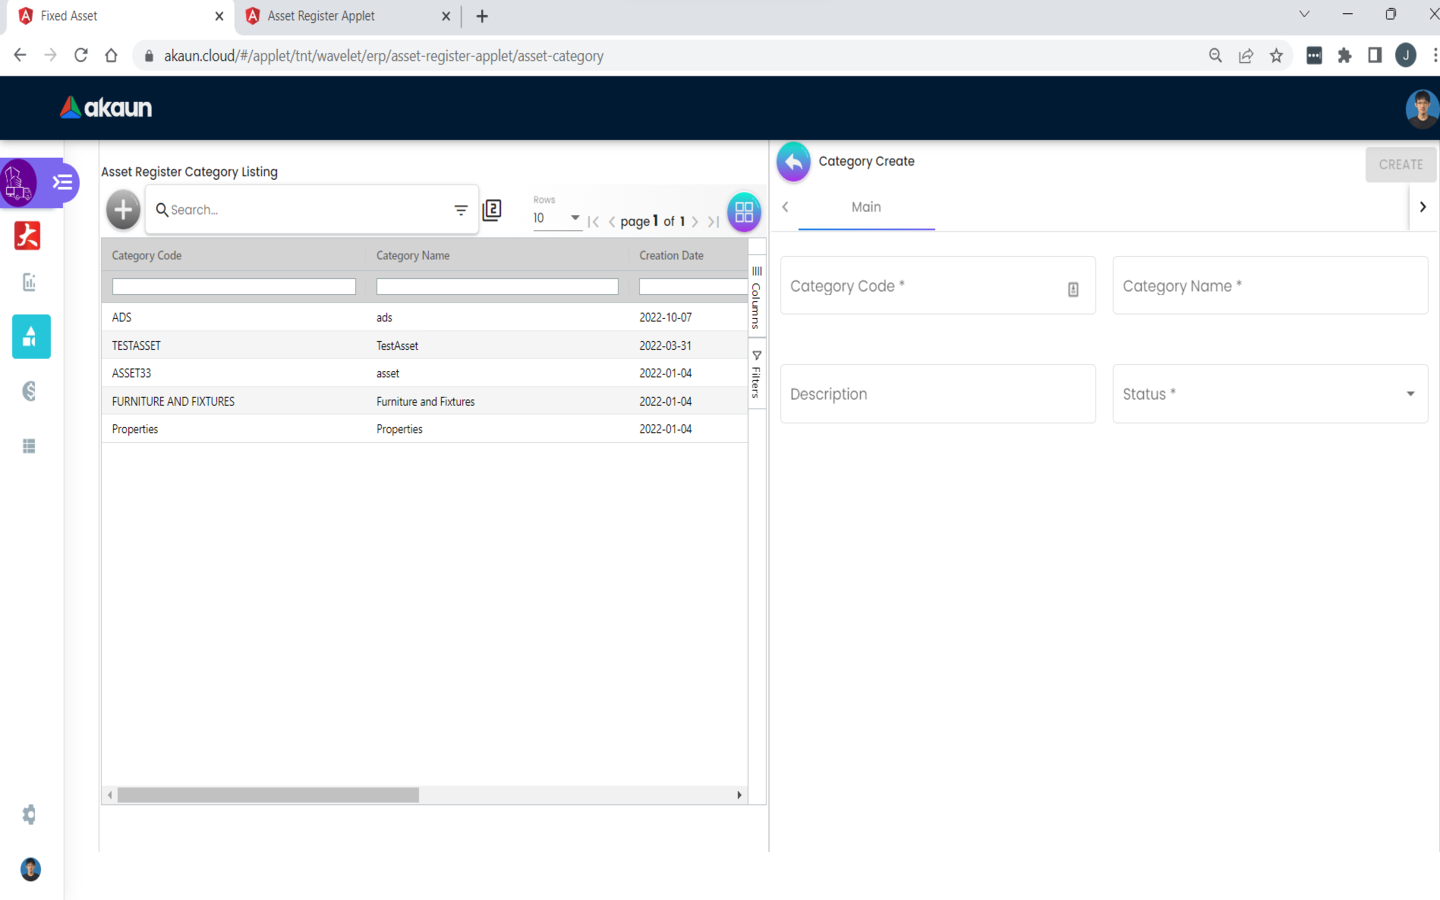 Fixed Asset
Asset Register Applet
akaun.cloud/#/applet/tnt/wavelet/erp/asset-register-applet/asset-category
J
akaun
Asset Register Category Listing
Search...
2
Rows
10
page 1 of 1
Category Code Category Name Creation Date
ADS ads 2022-10-07
TESTASSET TestAsset 2022-03-31
ASSET33 asset 2022-01-04
FURNITURE AND FIXTURES Furniture and Fixtures 2022-01-04
Properties Properties 2022-01-04
Columns
Filters
Category Create
CREATE
Main
Category Code *
Category Name *
Description
Status *